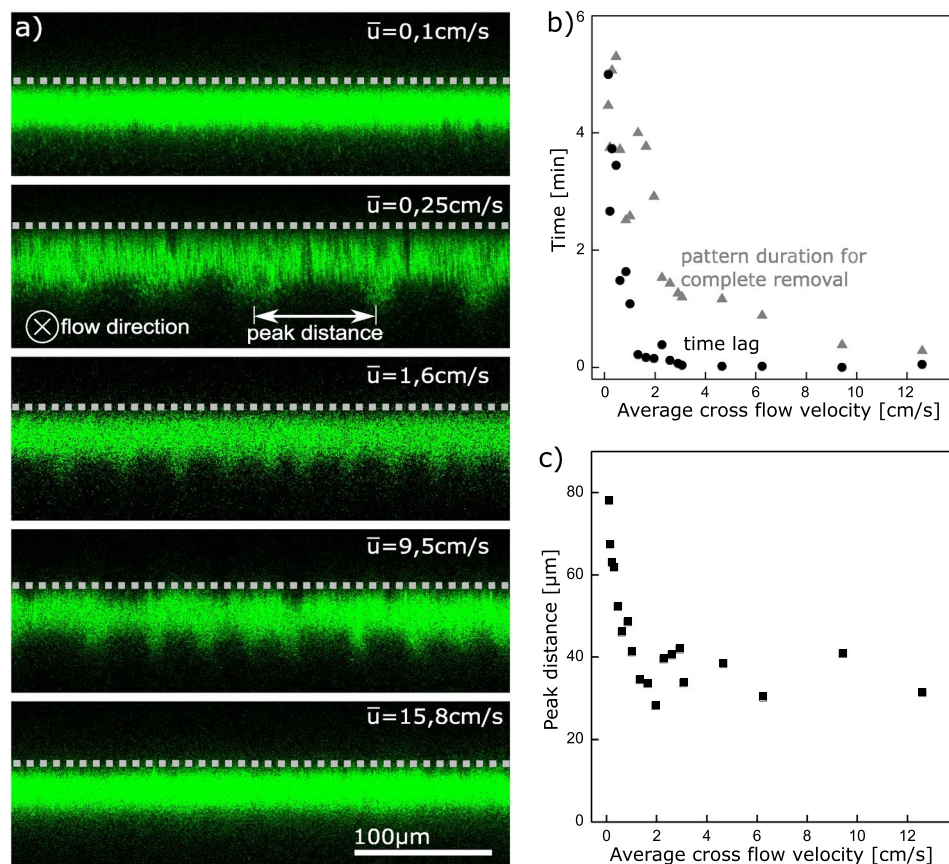 a)
u̅=0,1cm/s
u̅=0,25cm/s
flow direction
peak distance
u̅=1,6cm/s
u̅=9,5cm/s
u̅=15,8cm/s
100µm
b)
6
4
2
0
Time [min]
pattern duration for
complete removal
time lag
0 2 4 6 8 10 12
Average cross flow velocity [cm/s]
c)
80
60
40
20
0
Peak distance [µm]
0 2 4 6 8 10 12
Average cross flow velocity [cm/s]